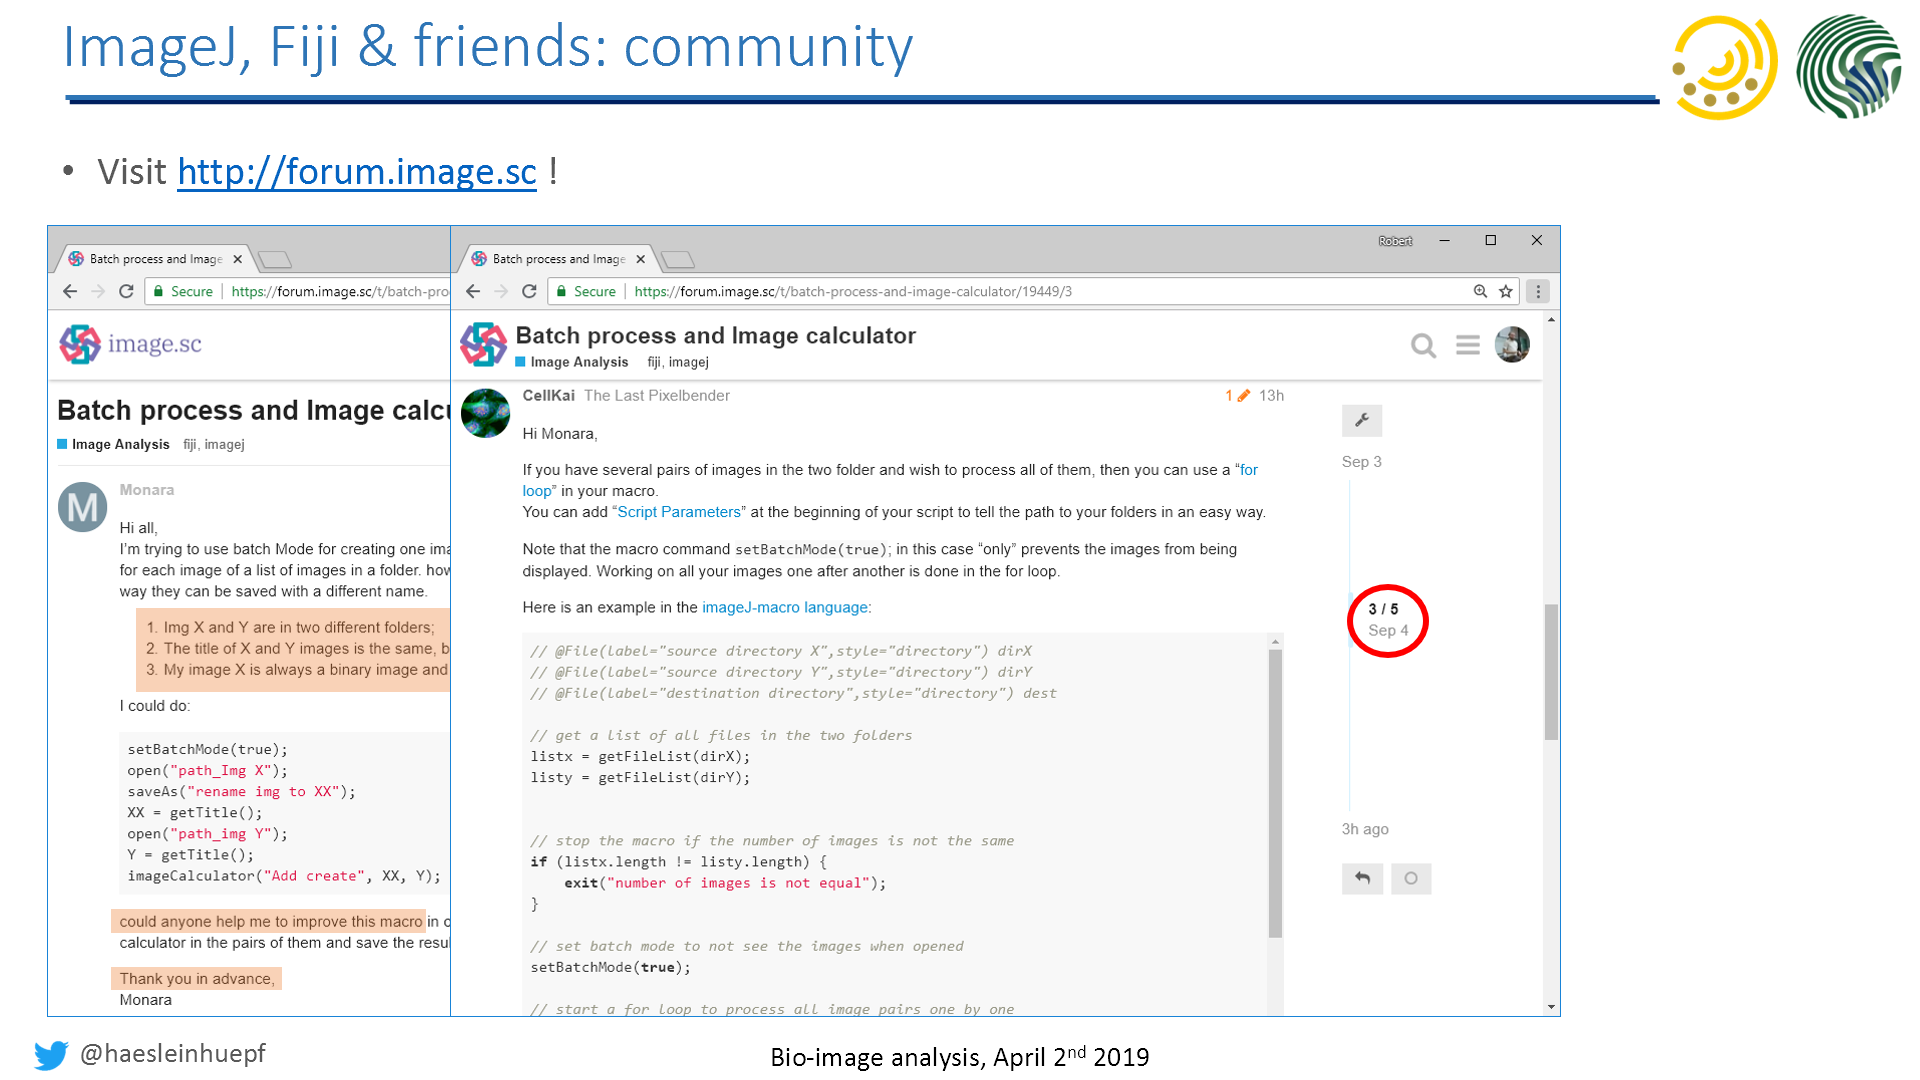 ImageJ, Fiji & friends: community
• Visit http://forum.image.sc !
Batch process and Image
Secure | https://forum.image.sc/t/batch-pro
image.sc
Batch process and Image calcu
Image Analysis fiji, imagej
M
Monara
Hi all,
I'm trying to use batch Mode for creating one ima
for each image of a list of images in a folder. how
way they can be saved with a different name.
1. Img X and Y are in two different folders;
2. The title of X and Y images is the same, b
3. My image X is always a binary image and
I could do:
setBatchMode(true);
open("path_Img X");
saveAs("rename img to XX");
XX = getTitle();
open("path_img Y");
Y = getTitle();
imageCalculator("Add create", XX, Y);
could anyone help me to improve this macro in o
calculator in the pairs of them and save the resul
Thank you in advance,
Monara
Robert
Batch process and Image
Secure | https://forum.image.sc/t/batch-process-and-image-calculator/19449/3
Batch process and Image calculator
Image Analysis fiji, imagej
CellKai The Last Pixelbender 1 13h
Hi Monara,
If you have several pairs of images in the two folder and wish to process all of them, then you can use a “for
loop” in your macro.
You can add “Script Parameters” at the beginning of your script to tell the path to your folders in an easy way.
Note that the macro command setBatchMode(true); in this case “only” prevents the images from being
displayed. Working on all your images one after another is done in the for loop.
Here is an example in the imageJ-macro language:
// @File(label="source directory X",style="directory") dirX
// @File(label="source directory Y",style="directory") dirY
// @File(label="destination directory",style="directory") dest
// get a list of all files in the two folders
listx = getFileList(dirX);
listy = getFileList(dirY);
// stop the macro if the number of images is not the same
if (listx.length != listy.length) {
exit("number of images is not equal");
}
// set batch mode to not see the images when opened
setBatchMode(true);
// start a for loop to process all image pairs one by one
Sep 3
3 / 5
Sep 4
3h ago
@haesleinhuepf
Bio-image analysis, April 2nd 2019